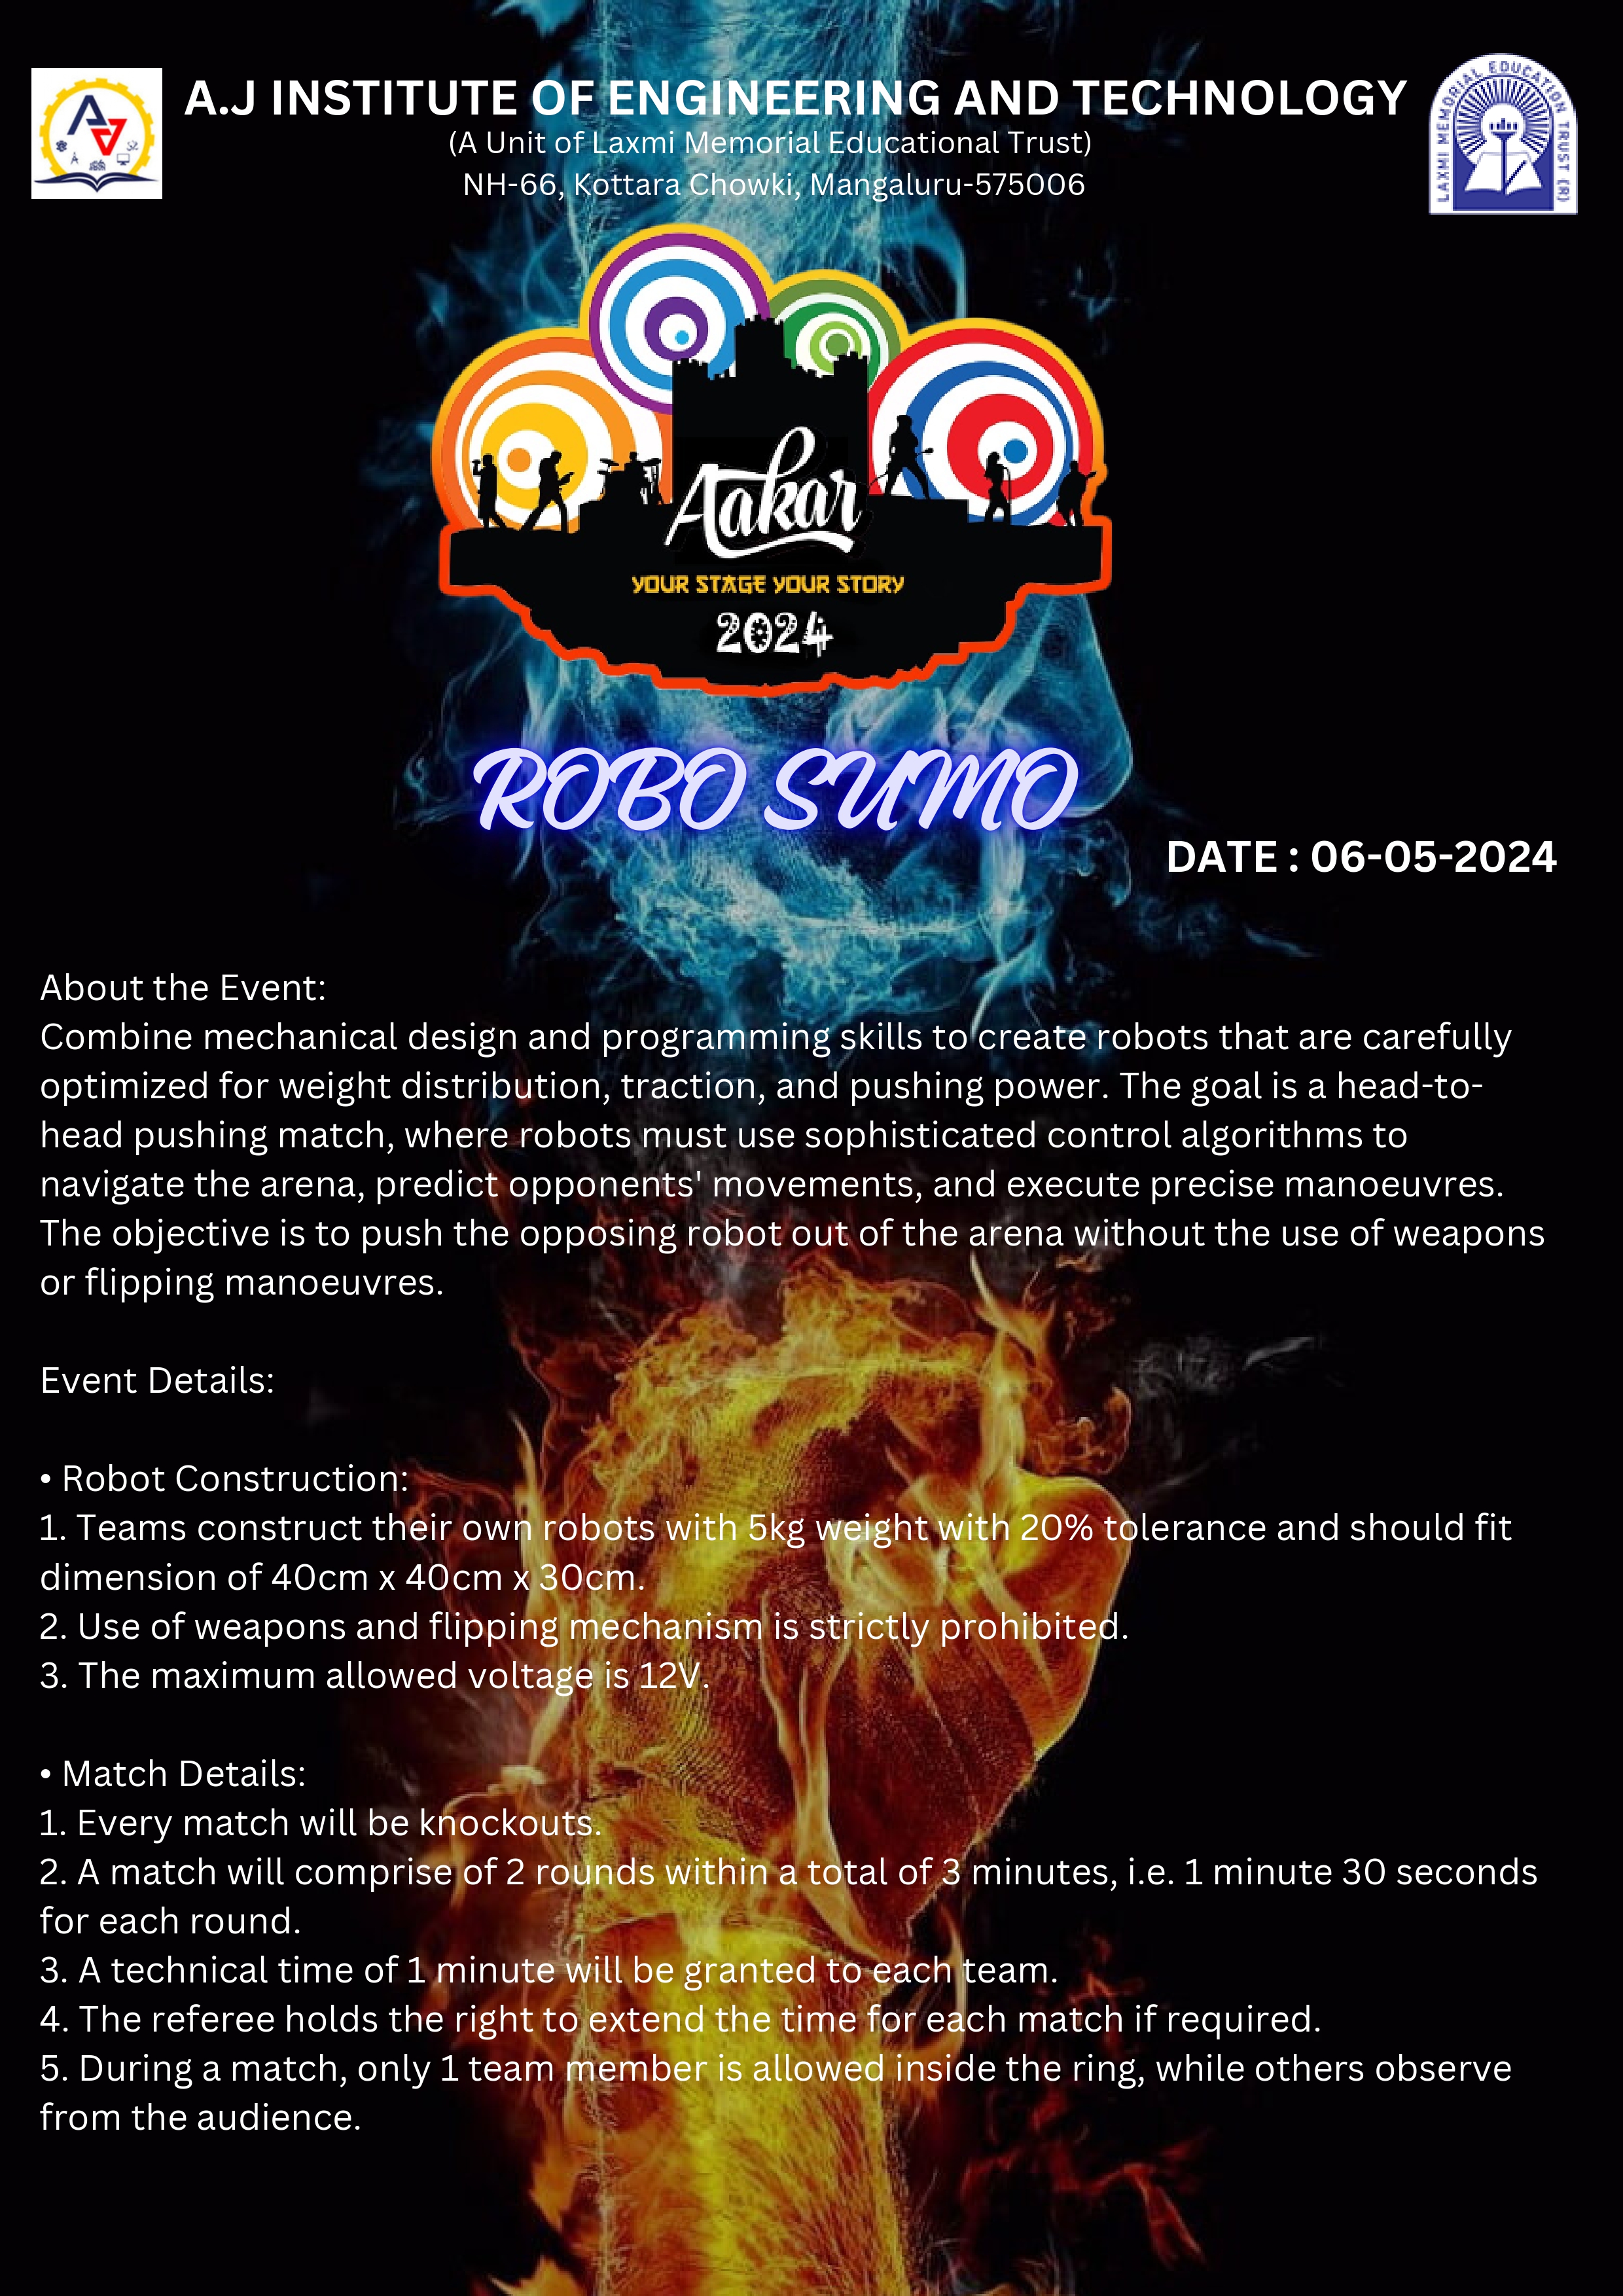 A.J INSTITUTE OF ENGINEERING AND TECHNOLOGY
(A Unit of Laxmi Memorial Educational Trust)
NH-66, Kottara Chowki, Mangaluru-575006
LAXMI MEMORIAL EDUCATION TRUST (R)
Aakar
YOUR STAGE YOUR STORY
2024
ROBO SUMO
DATE : 06-05-2024
About the Event:
Combine mechanical design and programming skills to create robots that are carefully
optimized for weight distribution, traction, and pushing power. The goal is a head-to-
head pushing match, where robots must use sophisticated control algorithms to
navigate the arena, predict opponents' movements, and execute precise manoeuvres.
The objective is to push the opposing robot out of the arena without the use of weapons
or flipping manoeuvres.
Event Details:
• Robot Construction:
1. Teams construct their own robots with 5kg weight with 20% tolerance and should fit
dimension of 40cm x 40cm x 30cm.
2. Use of weapons and flipping mechanism is strictly prohibited.
3. The maximum allowed voltage is 12V.
• Match Details:
1. Every match will be knockouts.
2. A match will comprise of 2 rounds within a total of 3 minutes, i.e. 1 minute 30 seconds
for each round.
3. A technical time of 1 minute will be granted to each team.
4. The referee holds the right to extend the time for each match if required.
5. During a match, only 1 team member is allowed inside the ring, while others observe
from the audience.